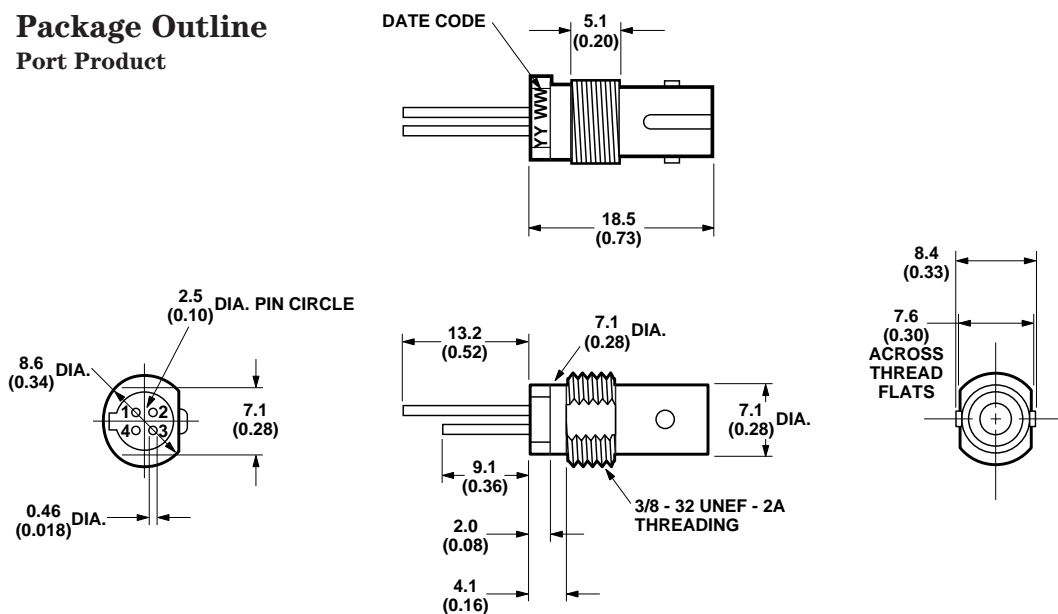 Package Outline
Port Product
DATE CODE
5.1
(0.20)
YY WW
18.5
(0.73)
8.4
(0.33)
7.6
(0.30)
ACROSS
THREAD
FLATS
2.5
(0.10) DIA. PIN CIRCLE
8.6
(0.34) DIA.
1 2
4 3
7.1
(0.28)
0.46
(0.018) DIA.
13.2
(0.52)
7.1
(0.28) DIA.
7.1
(0.28) DIA.
9.1
(0.36)
3/8 - 32 UNEF - 2A
THREADING
2.0
(0.08)
4.1
(0.16)